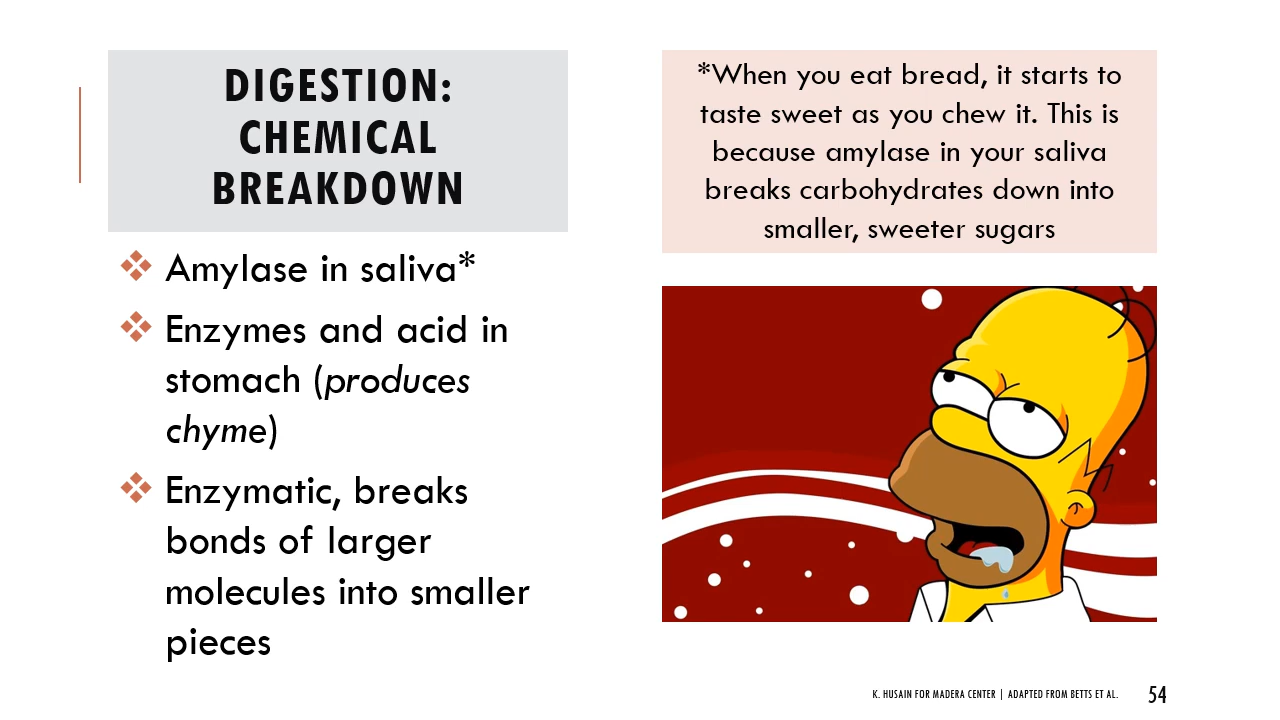 DIGESTION:
CHEMICAL
BREAKDOWN
Amylase in saliva*
Enzymes and acid in
stomach (produces
chyme)
Enzymatic, breaks
bonds of larger
molecules into smaller
pieces
*When you eat bread, it starts to
taste sweet as you chew it. This is
because amylase in your saliva
breaks carbohydrates down into
smaller, sweeter sugars
K. HUSAIN FOR MADERA CENTER | ADAPTED FROM BETTS ET AL.
54